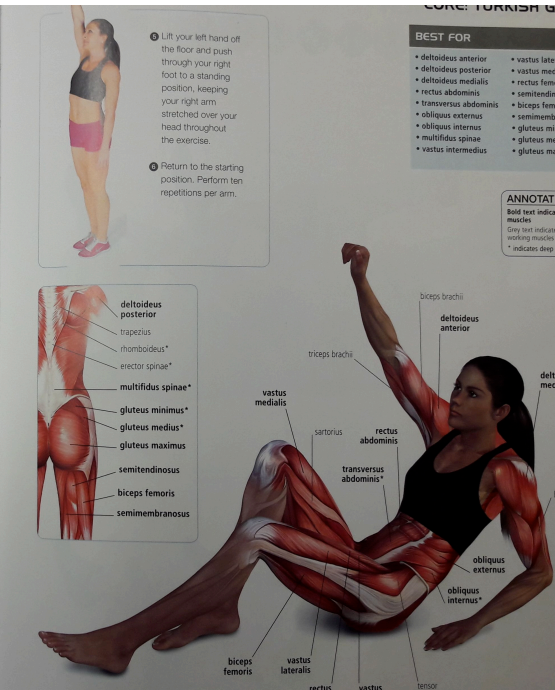 CORE: TURKISH G
5 Lift your left hand off
the floor and push
through your right
foot to a standing
position, keeping
your right arm
stretched over your
head throughout
the exercise.
6 Return to the starting
position. Perform ten
repetitions per arm.
BEST FOR
• deltoideus anterior
• deltoideus posterior
• deltoideus medialis
• rectus abdominis
• transversus abdominis
• obliquus externus
• obliquus internus
• multifidus spinae
• vastus intermedius
• vastus late
• vastus med
• rectus femo
• semitendin
• biceps fem
• semimemb
• gluteus mi
• gluteus me
• gluteus ma
ANNOTAT
Bold text indica
muscles
Grey text indicate
working muscles
* indicates deep
deltoideus
posterior
trapezius
rhomboideus*
erector spinae*
multifidus spinae*
gluteus minimus*
gluteus medius*
gluteus maximus
semitendinosus
biceps femoris
semimembranosus
biceps brachii
deltoideus
anterior
triceps brachii
delt
med
vastus
medialis
sartorius
rectus
abdominis
transversus
abdominis*
obliquus
externus
obliquus
internus*
biceps
femoris
vastus
lateralis
rectus
vastus
tensor